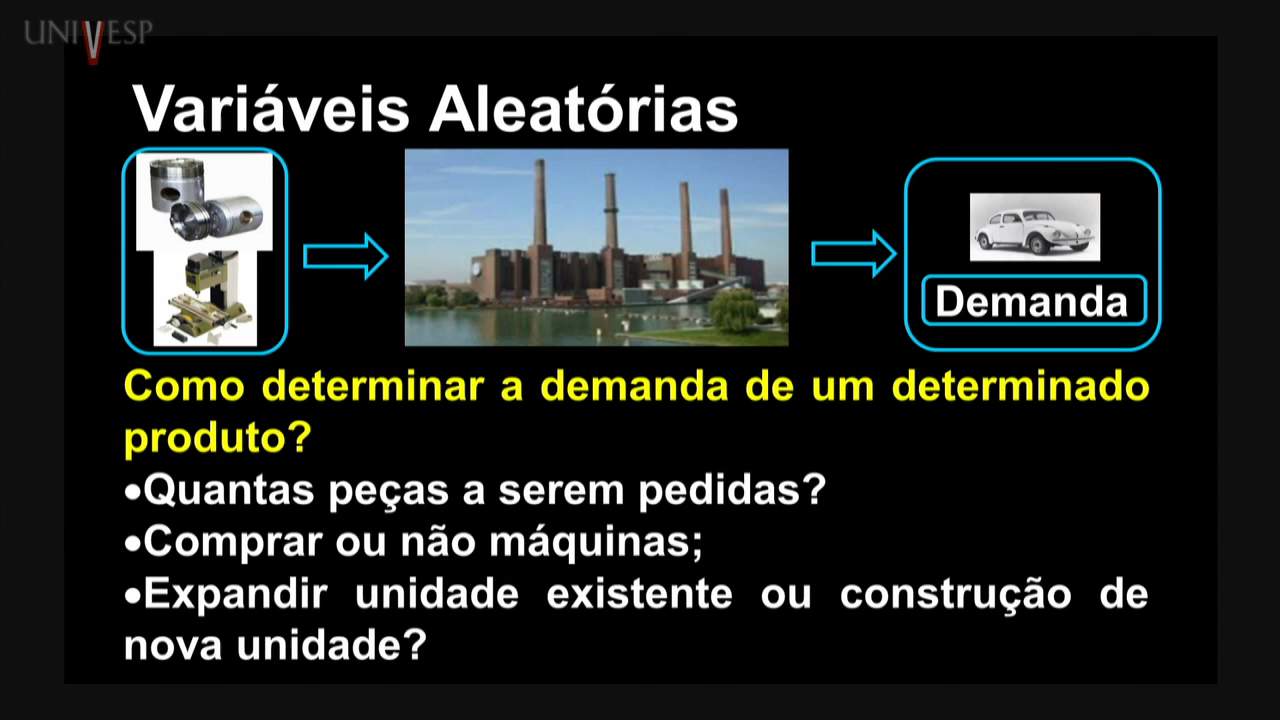 UNIVESP
Variáveis Aleatórias
Demanda
Como determinar a demanda de um determinado
produto?
•Quantas peças a serem pedidas?
•Comprar ou não máquinas;
•Expandir unidade existente ou construção de
nova unidade?